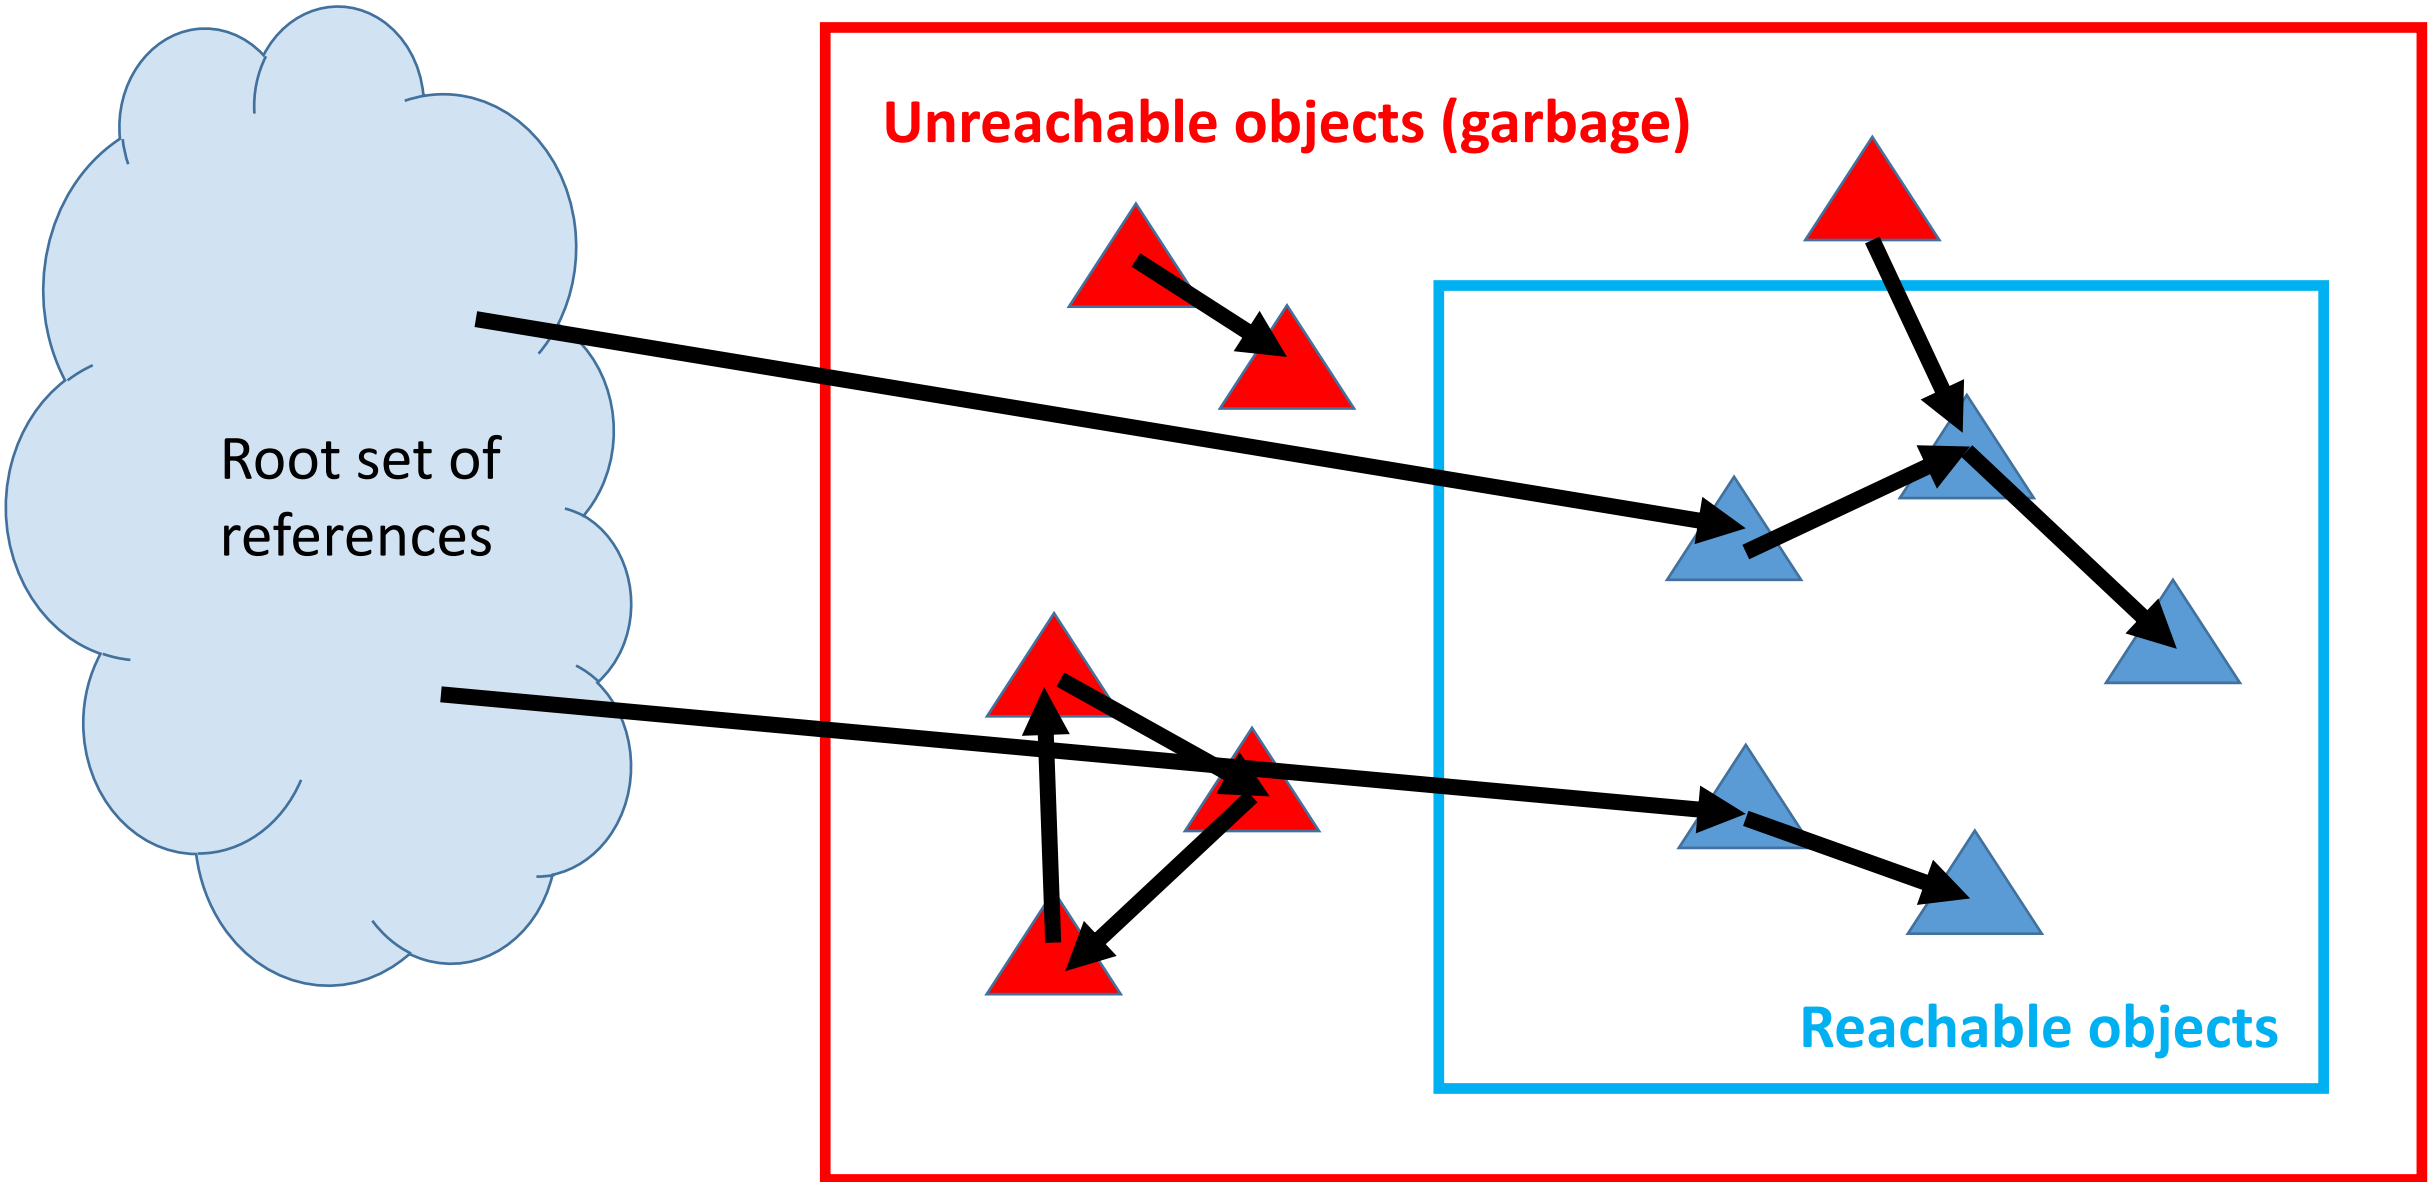 Unreachable objects (garbage)
Root set of
references
Reachable objects